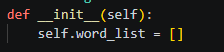 def __init__(self):
    self.word_list = []